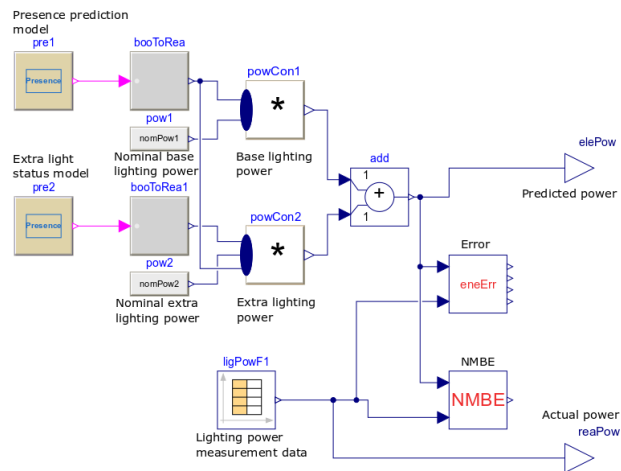 Presence prediction
model
pre1
booToRea
Presence
powCon1
*
pow1
nomPow1
Nominal base
lighting power
Base lighting
power
elePow
add
1
+
1
Predicted power
Extra light
status model
pre2
booToRea1
Presence
powCon2
*
pow2
nomPow2
Nominal extra
lighting power
Extra lighting
power
Error
eneErr
ligPowF1
NMBE
NMBE
Lighting power
measurement data
Actual power
reaPow